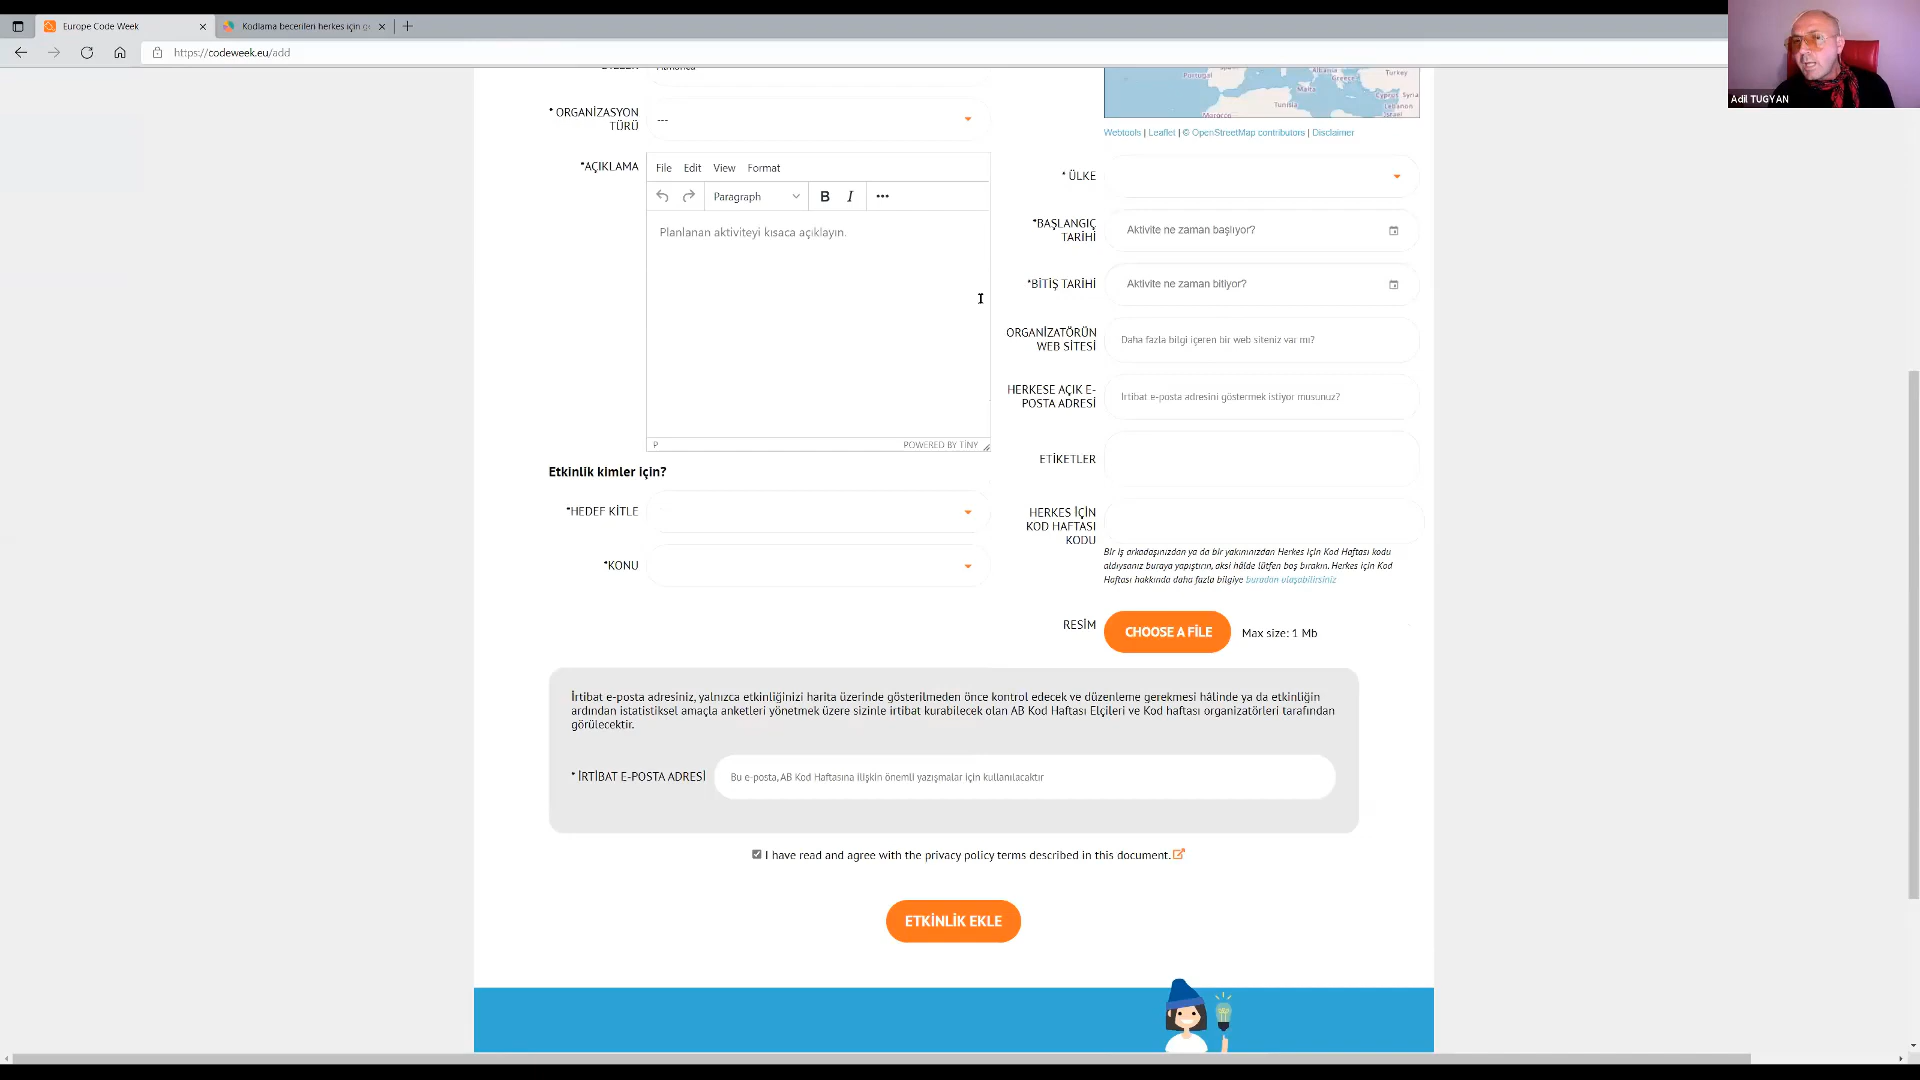 Europe Code Week
Kodlama becerileri herkes için g
https://codeweek.eu/add
Adil TUGYAN
* ORGANİZASYON
TÜRÜ
---
*AÇIKLAMA
File Edit View Format
Paragraph B I
Planlanan aktiviteyi kısaca açıklayın.
P
POWERED BY TİNY
Etkinlik kimler için?
*HEDEF KİTLE
*KONU
Portugal
Albania
Greece
Turkey
Malta
Cyprus
Syria
Tunisia
Lebanon
Morocco
Israel
Webtools | Leaflet | © OpenStreetMap contributors | Disclaimer
* ÜLKE
*BAŞLANGIÇ
TARİHİ
Aktivite ne zaman başlıyor?
*BİTİŞ TARİHİ
Aktivite ne zaman bitiyor?
ORGANİZATÖRÜN
WEB SİTESİ
Daha fazla bilgi içeren bir web siteniz var mı?
HERKESE AÇIK E-
POSTA ADRESİ
İrtibat e-posta adresini göstermek istiyor musunuz?
ETİKETLER
HERKES İÇİN
KOD HAFTASI
KODU
Bir iş arkadaşınızdan ya da bir yakınınızdan Herkes için Kod Haftası kodu
aldıysanız buraya yapıştırın, aksi hâlde lütfen boş bırakın. Herkes için Kod
Haftası hakkında daha fazla bilgiye buradan ulaşabilirsiniz
RESİM
CHOOSE A FİLE
Max size: 1 Mb
İrtibat e-posta adresiniz, yalnızca etkinliğinizi harita üzerinde gösterilmeden önce kontrol edecek ve düzenleme gerekmesi hâlinde ya da etkinliğin
ardından istatistiksel amaçla anketleri yönetmek üzere sizinle irtibat kurabilecek olan AB Kod Haftası Elçileri ve Kod haftası organizatörleri tarafından
görülecektir.
* İRTİBAT E-POSTA ADRESİ
Bu e-posta, AB Kod Haftasına ilişkin önemli yazışmalar için kullanılacaktır
I have read and agree with the privacy policy terms described in this document.
ETKİNLİK EKLE